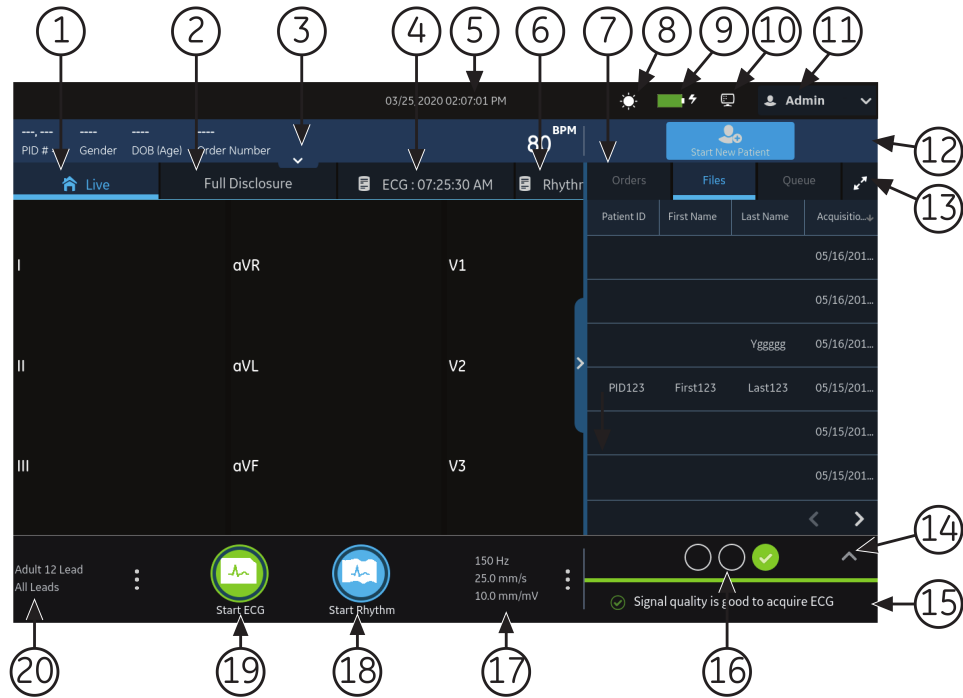 1 2 3 4 5 6 7 8 9 10 11
03/25/2020 02:07:01 PM Admin
---, --- ---- ---- ----
PID # Gender DOB (Age) Order Number 80 BPM Start New Patient 12
Live Full Disclosure ECG : 07:25:30 AM Rhythr Orders Files Queue 13
Patient ID First Name Last Name Acquisitio...
I aVR V1 05/16/201...
05/16/201...
Yggggg 05/16/201...
II aVL V2
PID123 First123 Last123 05/15/201...
05/15/201...
III aVF V3 05/15/201...
14
Adult 12 Lead
All Leads
Start ECG Start Rhythm
150 Hz
25.0 mm/s
10.0 mm/mV
Signal quality is good to acquire ECG 15
20 19 18 17 16